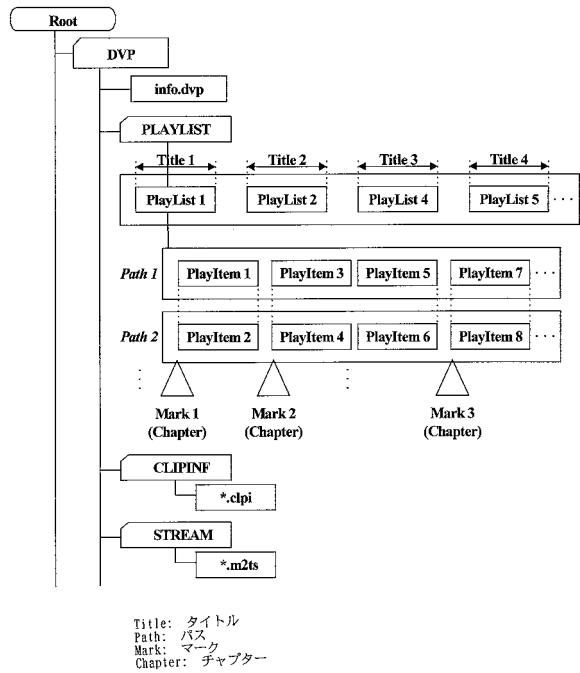 Root
DVP
info.dvp
PLAYLIST
Title 1 Title 2 Title 3 Title 4
PlayList 1 PlayList 2 PlayList 4 PlayList 5 ···
Path 1 PlayItem 1 PlayItem 3 PlayItem 5 PlayItem 7 ···
Path 2 PlayItem 2 PlayItem 4 PlayItem 6 PlayItem 8 ···
Mark 1 Mark 2 Mark 3
(Chapter) (Chapter) (Chapter)
CLIPINF
*.clpi
STREAM
*.m2ts
Title: タイトル
Path: パス
Mark: マーク
Chapter: チャプター